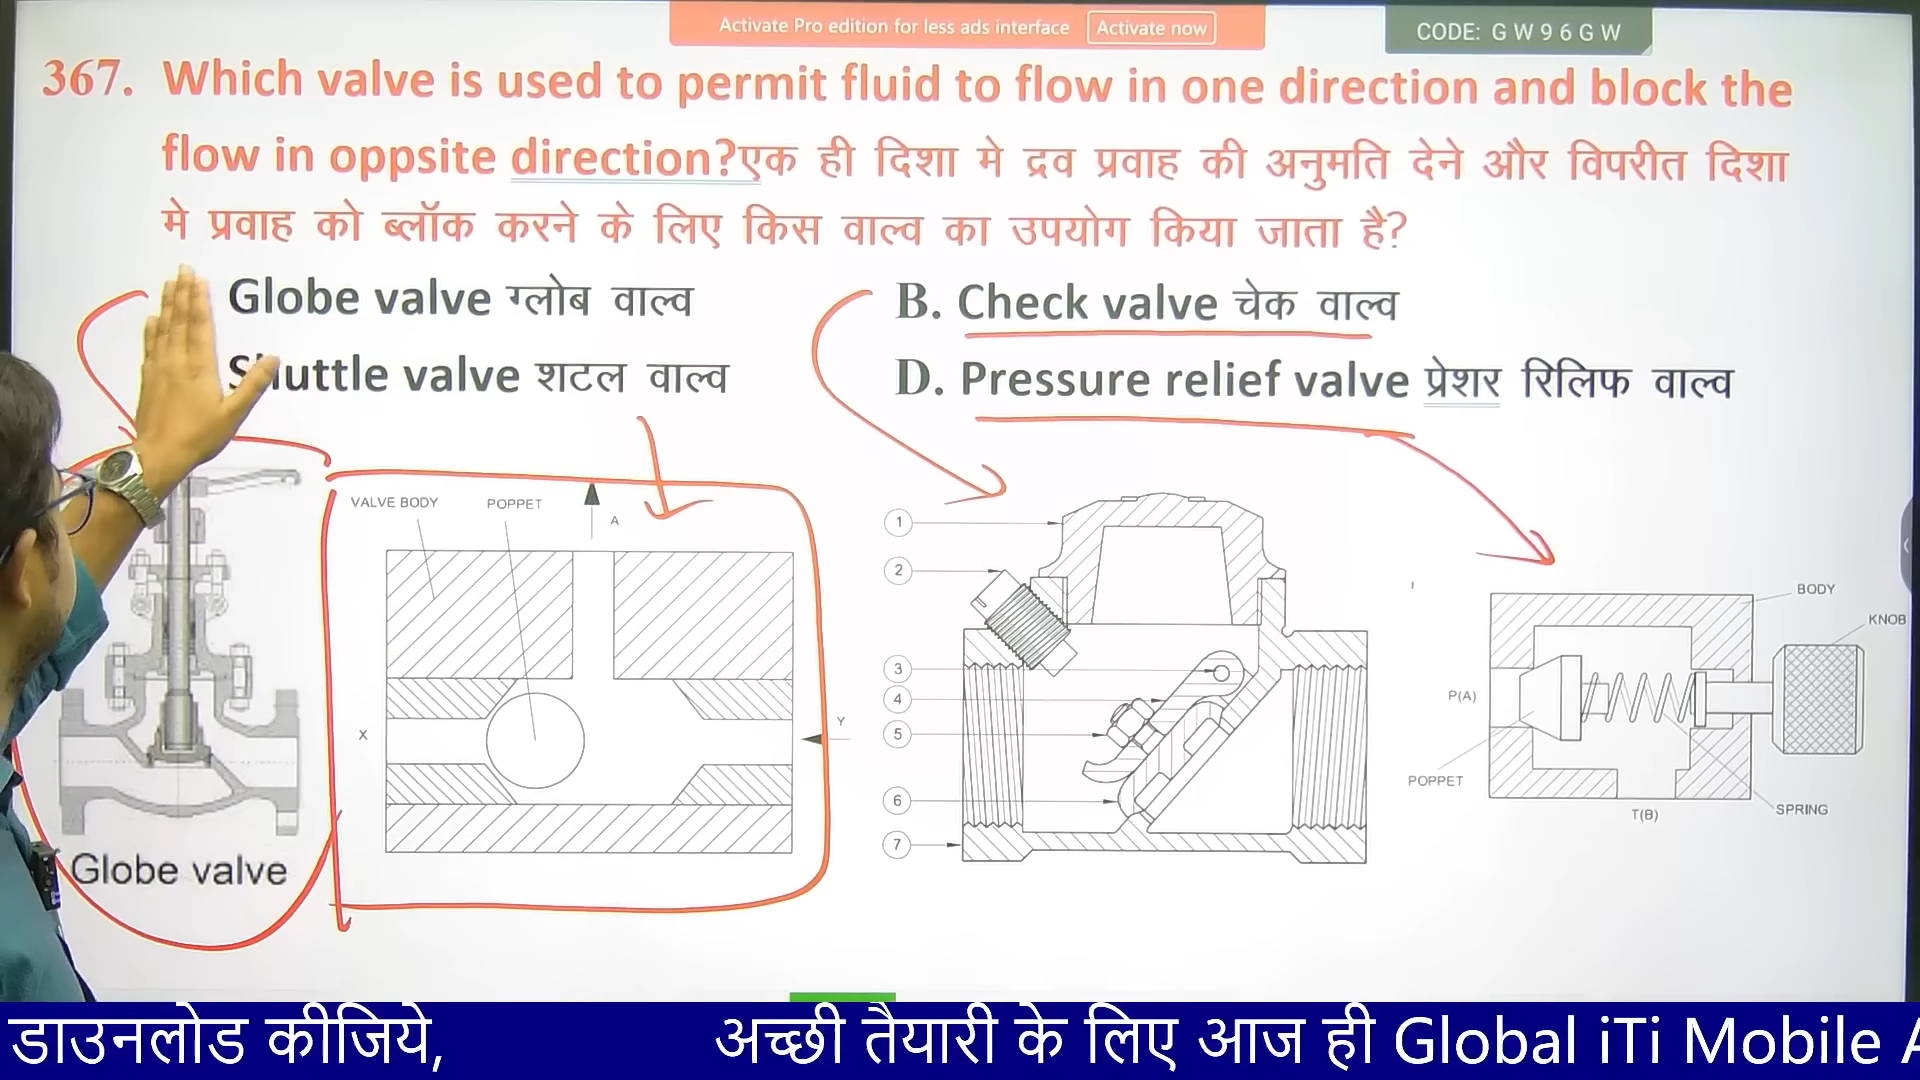 Activate Pro edition for less ads interface Activate now
CODE: G W 9 6 G W
367. Which valve is used to permit fluid to flow in one direction and block the
flow in oppsite direction?एक ही दिशा मे द्रव प्रवाह की अनुमति देने और विपरीत दिशा
मे प्रवाह को ब्लॉक करने के लिए किस वाल्व का उपयोग किया जाता है?
Globe valve ग्लोब वाल्व
B. Check valve चेक वाल्व
Shuttle valve शटल वाल्व
D. Pressure relief valve प्रेशर रिलिफ वाल्व
VALVE BODY
POPPET
A
X
Y
Globe valve
1
2
3
4
5
6
7
BODY
KNOB
P(A)
POPPET
T(B)
SPRING
डाउनलोड कीजिये, अच्छी तैयारी के लिए आज ही Global iTi Mobile A